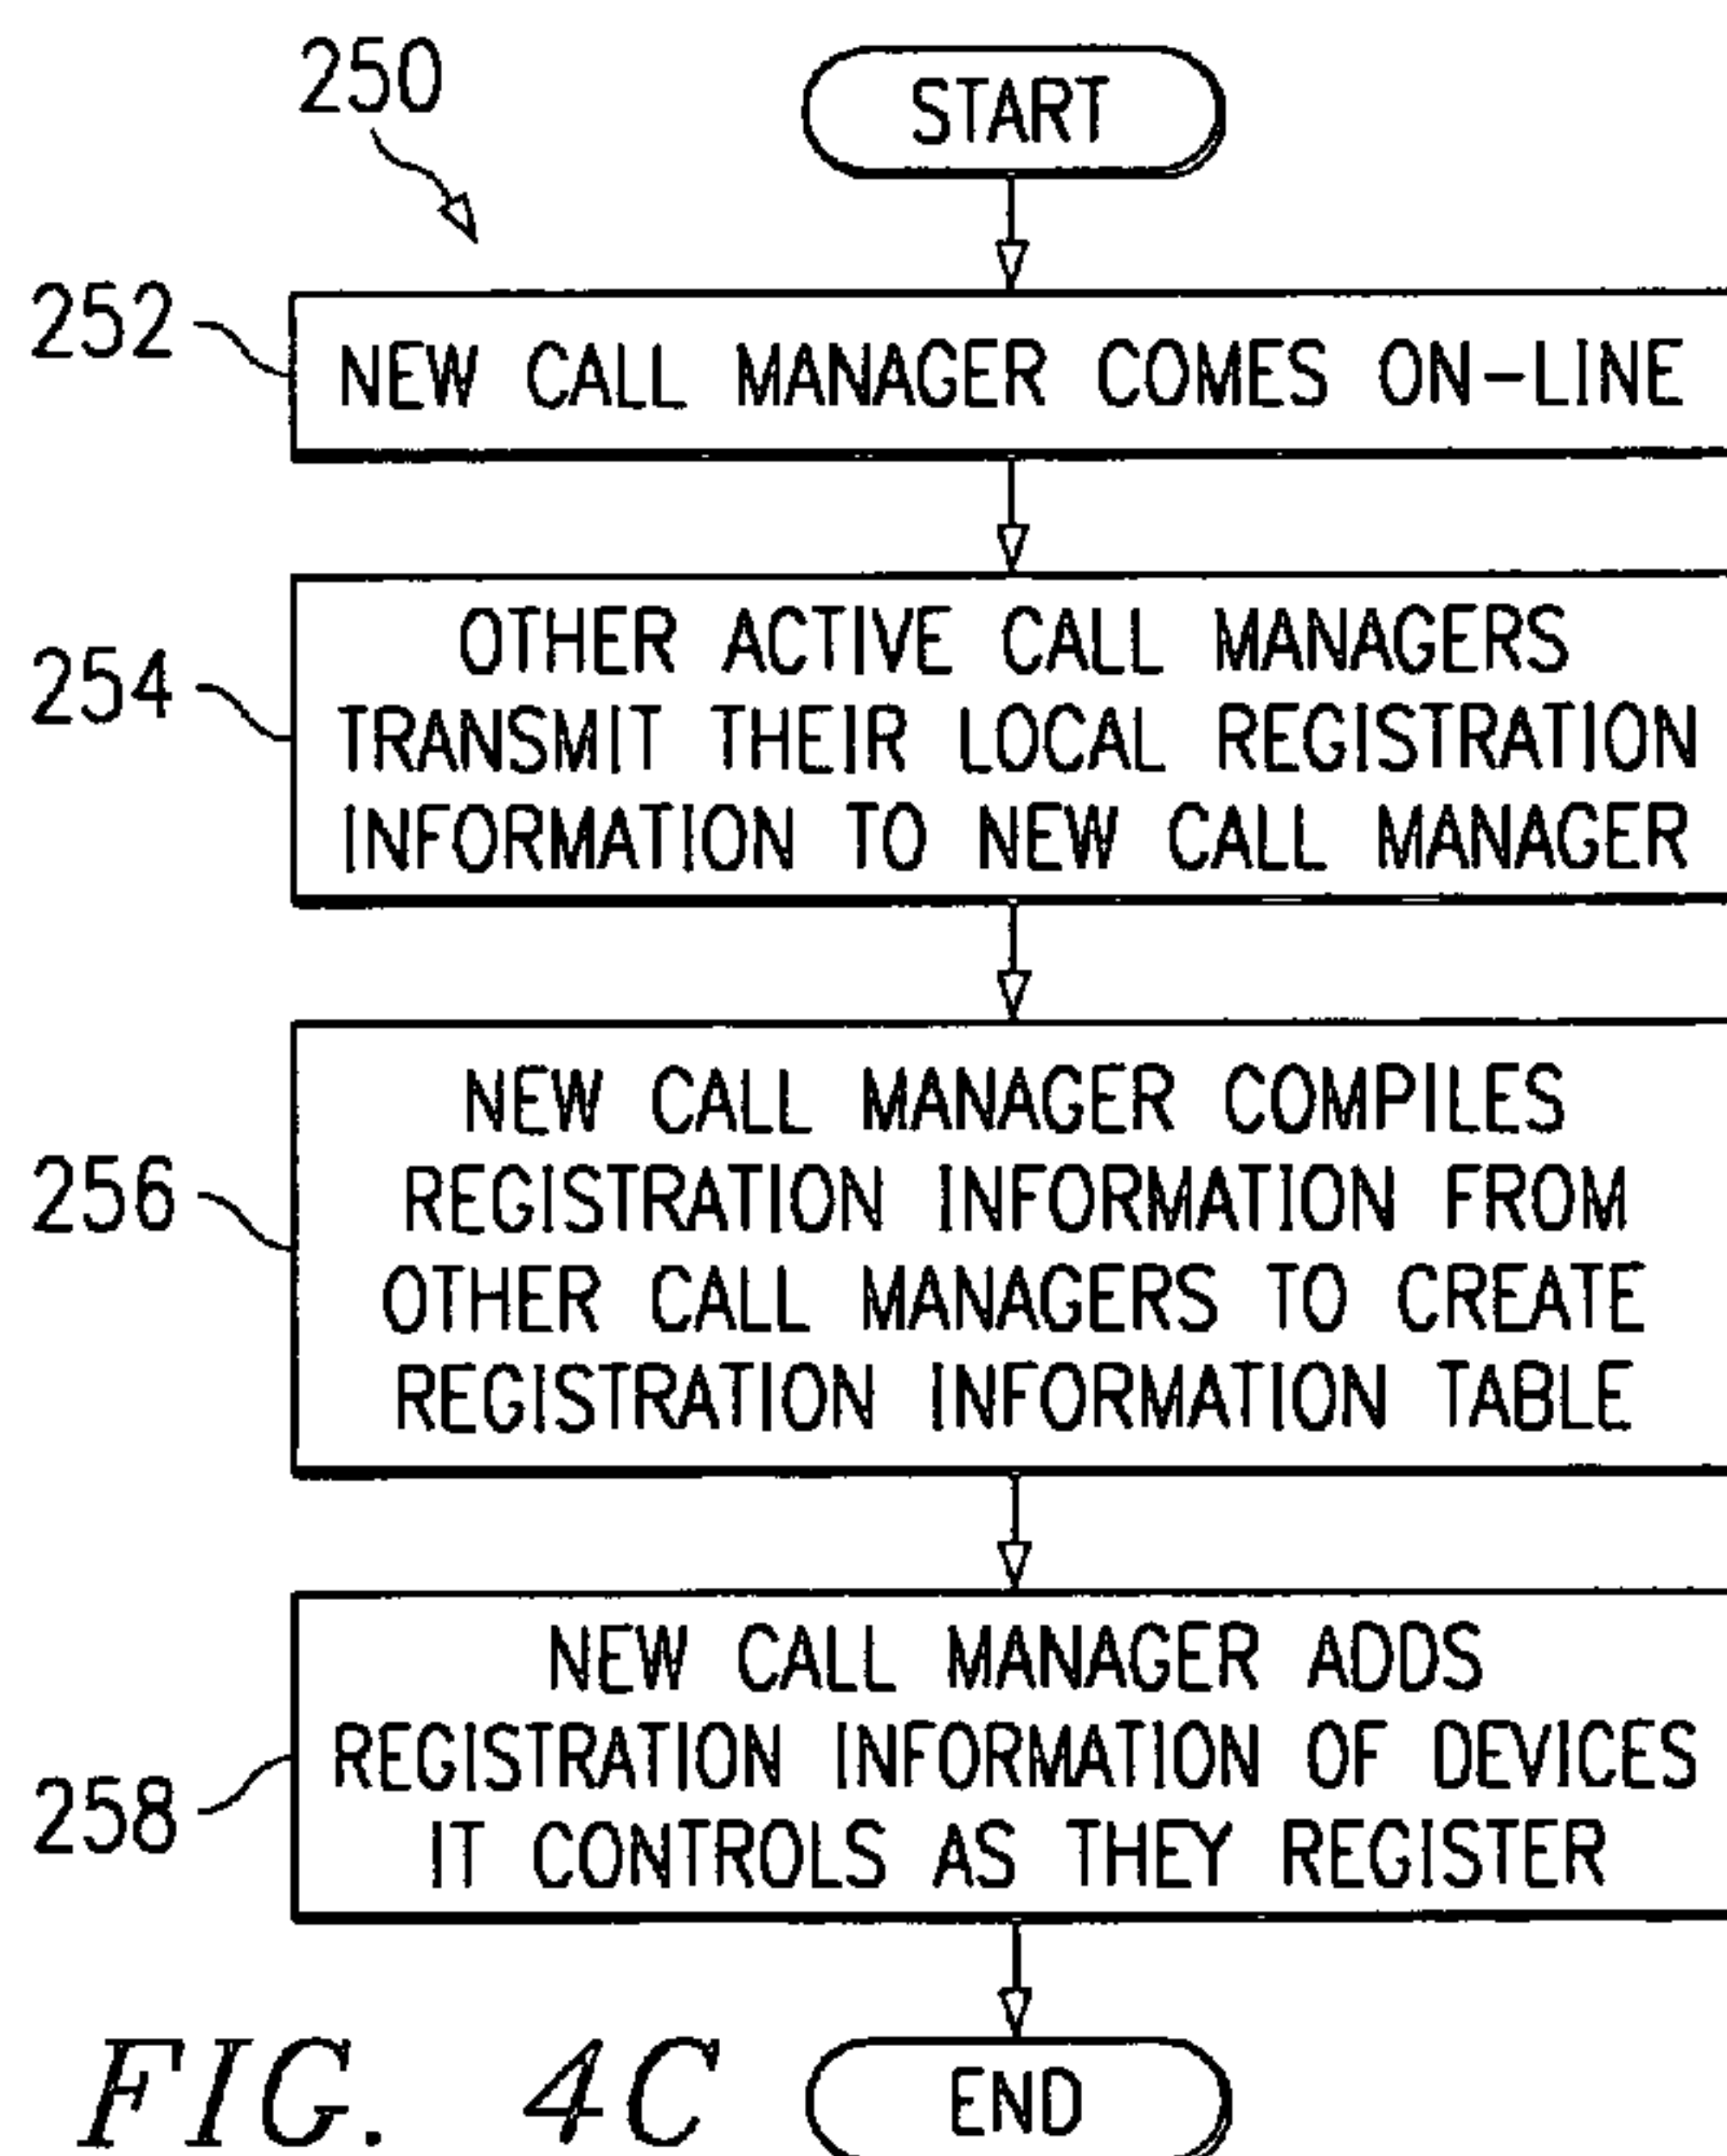 250
START
252
NEW CALL MANAGER COMES ON-LINE
254
OTHER ACTIVE CALL MANAGERS
TRANSMIT THEIR LOCAL REGISTRATION
INFORMATION TO NEW CALL MANAGER
256
NEW CALL MANAGER COMPILES
REGISTRATION INFORMATION FROM
OTHER CALL MANAGERS TO CREATE
REGISTRATION INFORMATION TABLE
258
NEW CALL MANAGER ADDS
REGISTRATION INFORMATION OF DEVICES
IT CONTROLS AS THEY REGISTER
END
FIG. 4C